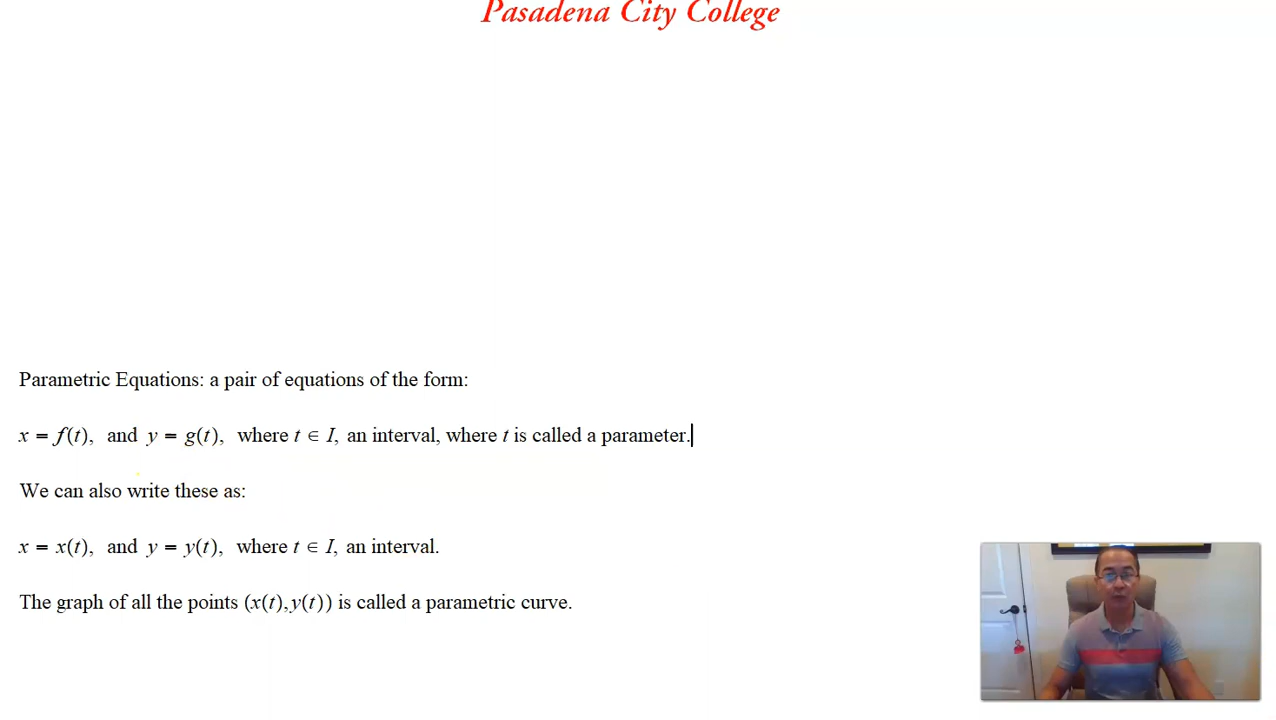 Pasadena City College
Parametric Equations: a pair of equations of the form:
x = f(t), and y = g(t), where t ∈ I, an interval, where t is called a parameter.
We can also write these as:
x = x(t), and y = y(t), where t ∈ I, an interval.
The graph of all the points (x(t),y(t)) is called a parametric curve.